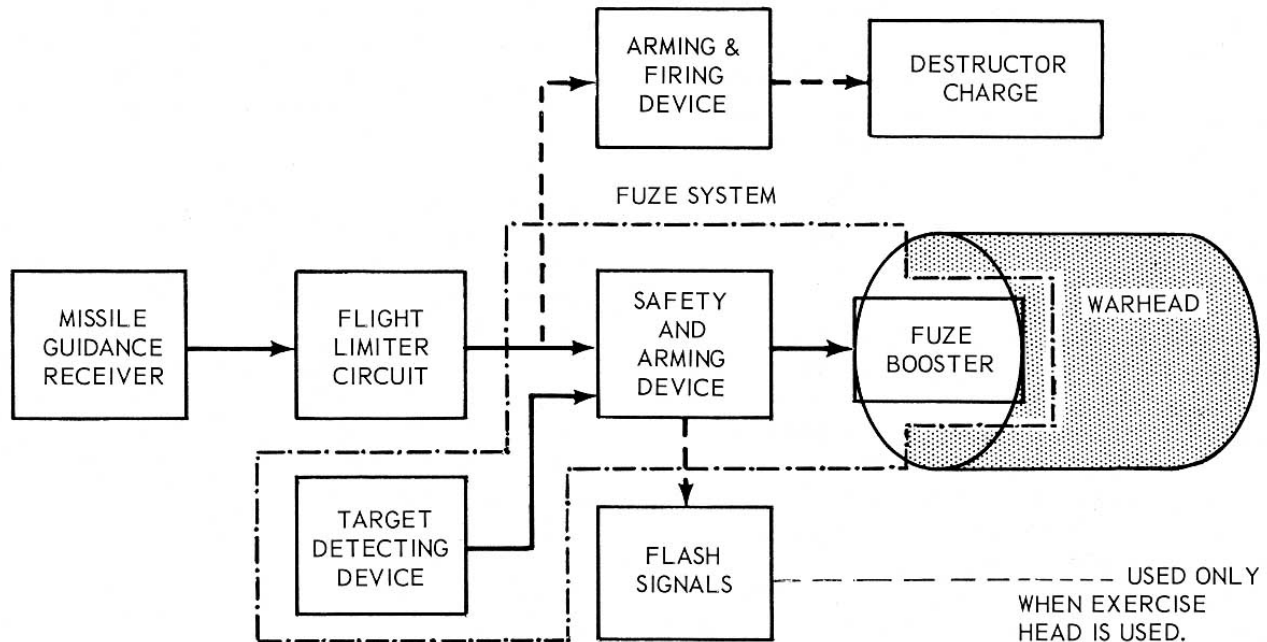 ARMING &
FIRING
DEVICE
DESTRUCTOR
CHARGE
FUZE SYSTEM
MISSILE
GUIDANCE
RECEIVER
FLIGHT
LIMITER
CIRCUIT
SAFETY
AND
ARMING
DEVICE
FUZE
BOOSTER
WARHEAD
TARGET
DETECTING
DEVICE
FLASH
SIGNALS
USED ONLY
WHEN EXERCISE
HEAD IS USED.